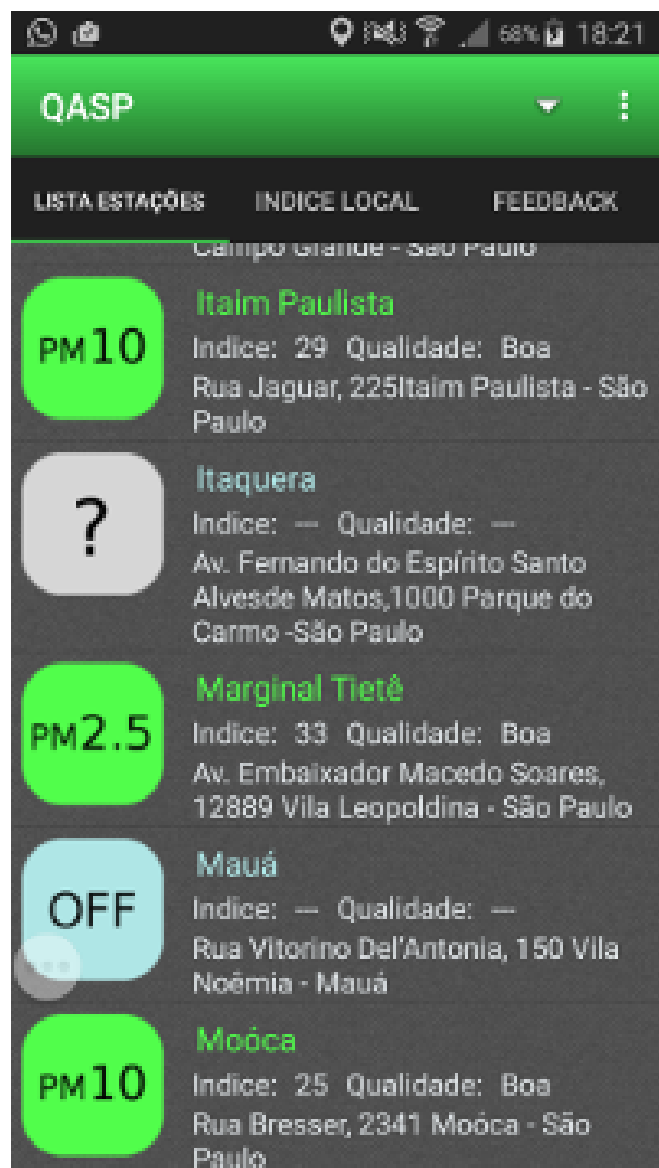 68% 18:21
QASP
LISTA ESTAÇÕES INDICE LOCAL FEEDBACK
Campo Grande - São Paulo
PM10
Itaim Paulista
Indice: 29 Qualidade: Boa
Rua Jaguar, 225Itaim Paulista - São
Paulo
?
Itaquera
Indice: --- Qualidade: ---
Av. Fernando do Espírito Santo
Alvesde Matos,1000 Parque do
Carmo -São Paulo
PM2.5
Marginal Tietê
Indice: 33 Qualidade: Boa
Av. Embaixador Macedo Soares,
12889 Vila Leopoldina - São Paulo
OFF
Mauá
Indice: --- Qualidade: ---
Rua Vitorino Del'Antonia, 150 Vila
Noêmia - Mauá
PM10
Moóca
Indice: 25 Qualidade: Boa
Rua Bresser, 2341 Moóca - São
Paulo